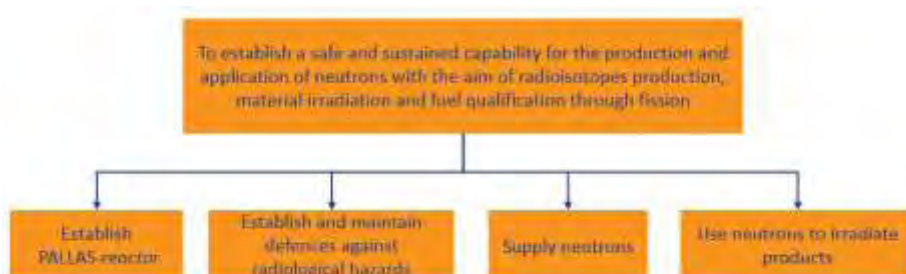 To establish a safe and sustained capability for the production and
application of neutrons with the aim of radioisotopes production,
material irradiation and fuel qualification through fission
Establish
PALLAS-reactor
Establish and maintain
defences against
radiological hazards
Supply neutrons
Use neutrons to irradiate
products